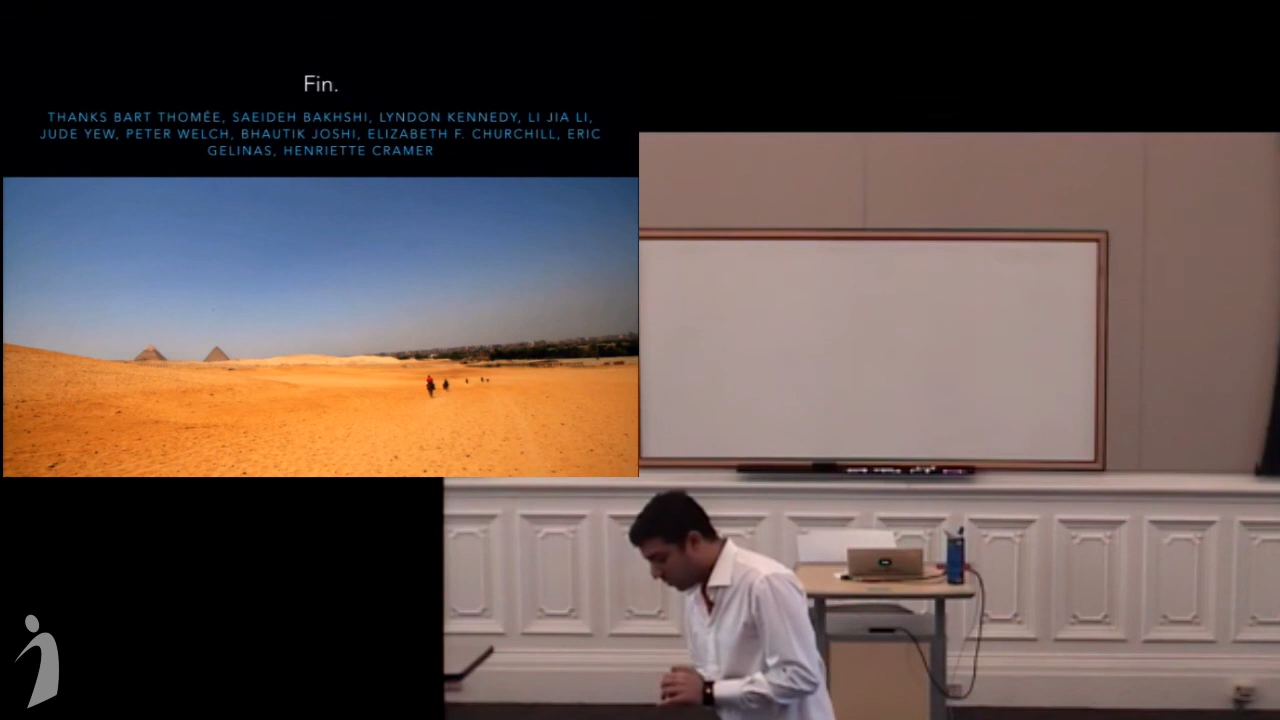 Fin.
THANKS BART THOMÉE, SAEIDEH BAKHSHI, LYNDON KENNEDY, LI JIA LI,
JUDE YEW, PETER WELCH, BHAUTIK JOSHI, ELIZABETH F. CHURCHILL, ERIC
GELINAS, HENRIETTE CRAMER